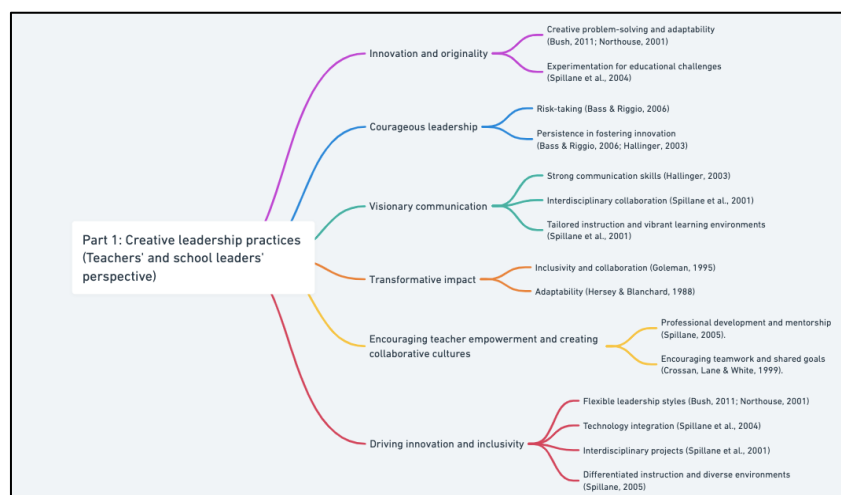 Part 1: Creative leadership practices
(Teachers' and school leaders'
perspective)
Innovation and originality
Creative problem-solving and adaptability
(Bush, 2011; Northouse, 2001)
Experimentation for educational challenges
(Spillane et al., 2004)
Courageous leadership
Risk-taking (Bass & Riggio, 2006)
Persistence in fostering innovation
(Bass & Riggio, 2006; Hallinger, 2003)
Visionary communication
Strong communication skills (Hallinger, 2003)
Interdisciplinary collaboration (Spillane et al., 2001)
Tailored instruction and vibrant learning environments
(Spillane et al., 2001)
Transformative impact
Inclusivity and collaboration (Goleman, 1995)
Adaptability (Hersey & Blanchard, 1988)
Encouraging teacher empowerment and creating
collaborative cultures
Professional development and mentorship
(Spillane, 2005).
Encouraging teamwork and shared goals
(Crossan, Lane & White, 1999).
Driving innovation and inclusivity
Flexible leadership styles (Bush, 2011; Northouse, 2001)
Technology integration (Spillane et al., 2004)
Interdisciplinary projects (Spillane et al., 2001)
Differentiated instruction and diverse environments
(Spillane, 2005)